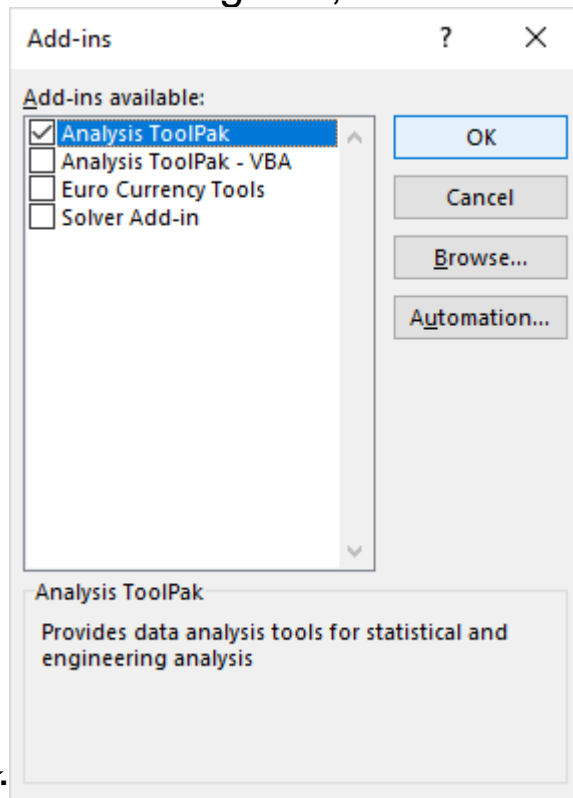 Add-ins ? ×
Add-ins available:
Analysis ToolPak
Analysis ToolPak - VBA
Euro Currency Tools
Solver Add-in
OK
Cancel
Browse...
Automation...
Analysis ToolPak
Provides data analysis tools for statistical and
engineering analysis